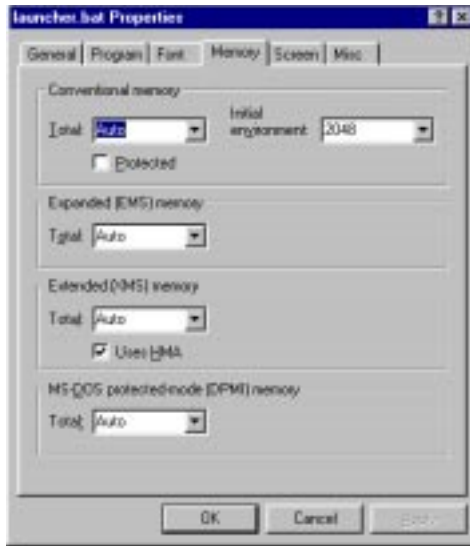 launcher.bat Properties
General Program Font Memory Screen Misc
Conventional memory
Total: Auto
Initial environment: 2048
Protected
Expanded (EMS) memory
Total: Auto
Extended (XMS) memory
Total: Auto
Uses HMA
MS-DOS protected-mode (DPMI) memory
Total: Auto
OK Cancel